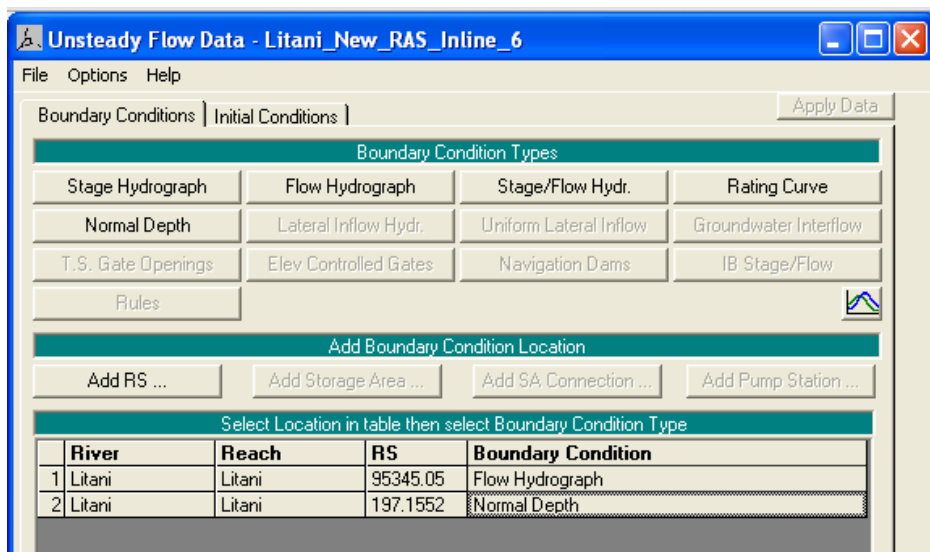 Unsteady Flow Data - Litani_New_RAS_Inline_6
File Options Help
Boundary Conditions Initial Conditions Apply Data
Boundary Condition Types
Stage Hydrograph Flow Hydrograph Stage/Flow Hydr. Rating Curve
Normal Depth Lateral Inflow Hydr. Uniform Lateral Inflow Groundwater Interflow
T.S. Gate Openings Elev Controlled Gates Navigation Dams IB Stage/Flow
Rules
Add Boundary Condition Location
Add RS ... Add Storage Area ... Add SA Connection ... Add Pump Station ...
Select Location in table then select Boundary Condition Type
River Reach RS Boundary Condition
1 Litani Litani 95345.05 Flow Hydrograph
2 Litani Litani 197.1552 Normal Depth